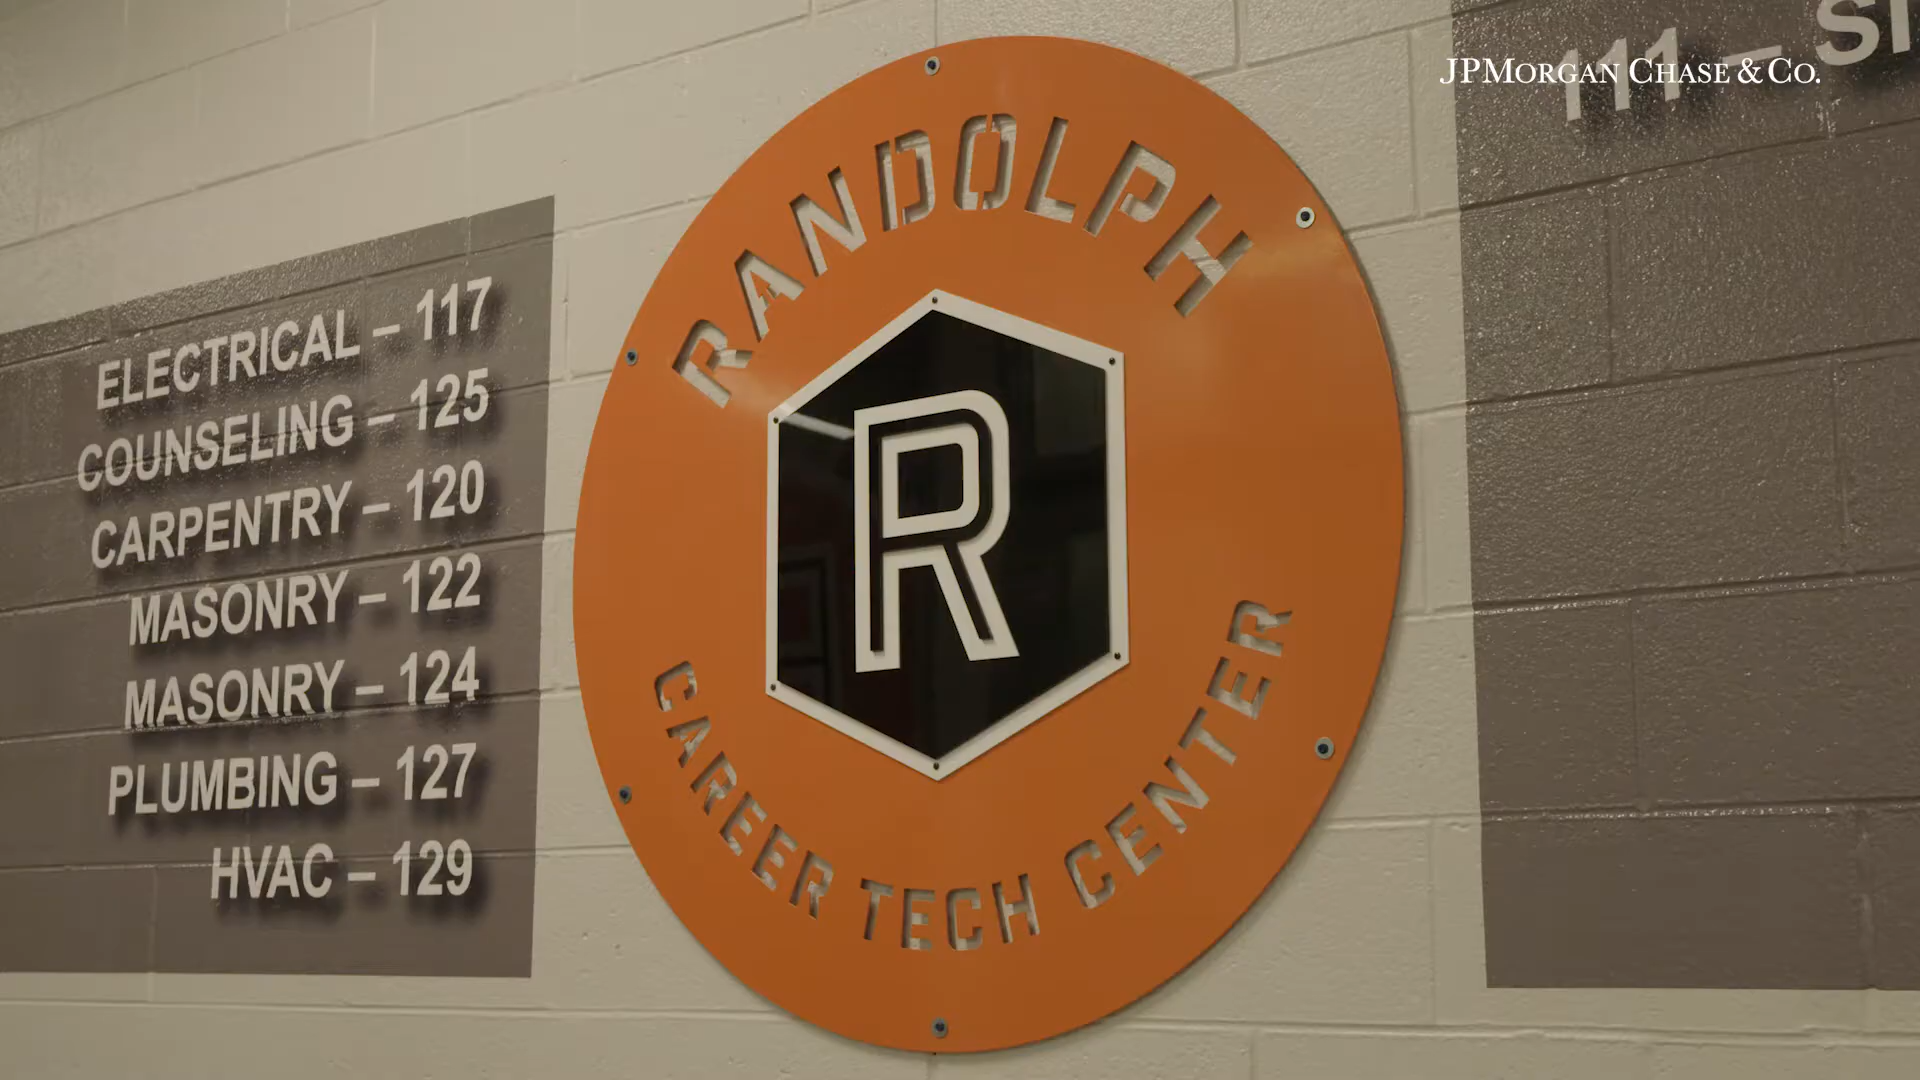 JPMORGAN CHASE & CO.
111 –
ELECTRICAL – 117
COUNSELING – 125
CARPENTRY – 120
MASONRY – 122
MASONRY – 124
PLUMBING – 127
HVAC – 129
RANDOLPH
R
CAREER TECH CENTER